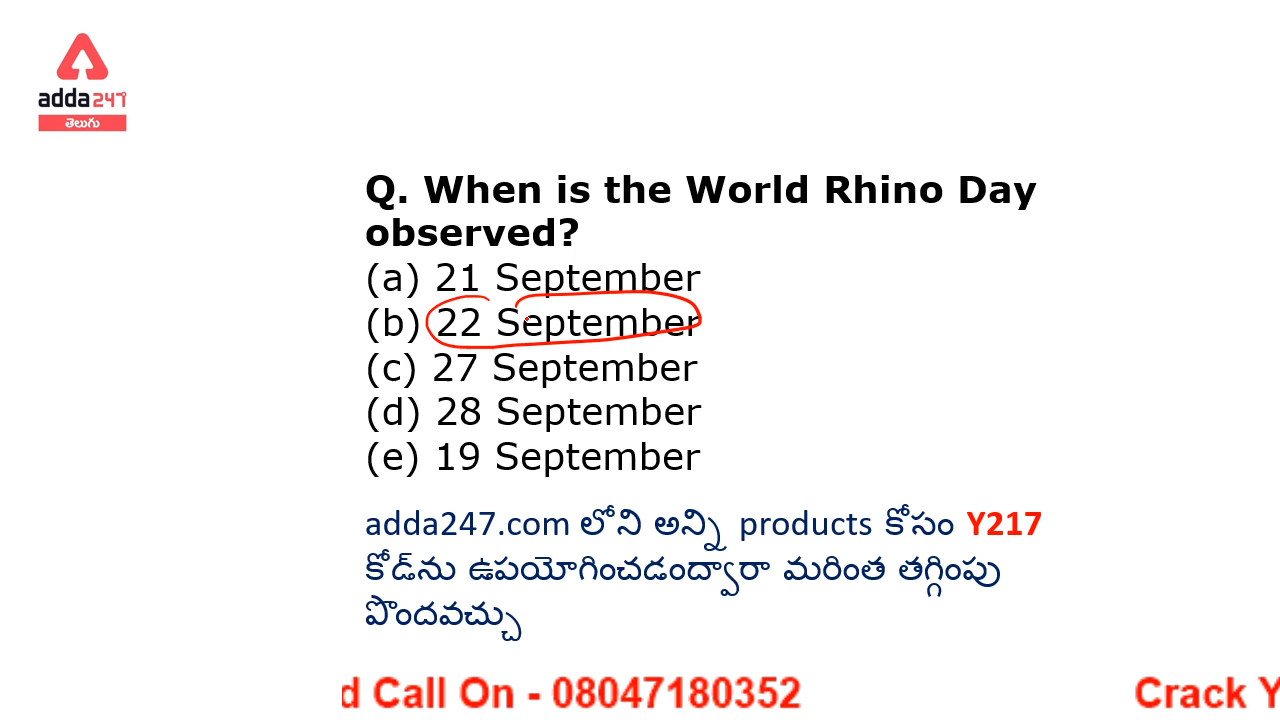 adda247
తెలుగు
Q. When is the World Rhino Day
observed?
(a) 21 September
(b) 22 September
(c) 27 September
(d) 28 September
(e) 19 September
adda247.com లోని అన్ని products కోసం Y217
కోడ్‌ను ఉపయోగించడంద్వారా మరింత తగ్గింపు
పొందవచ్చు
d Call On - 08047180352 Crack Y